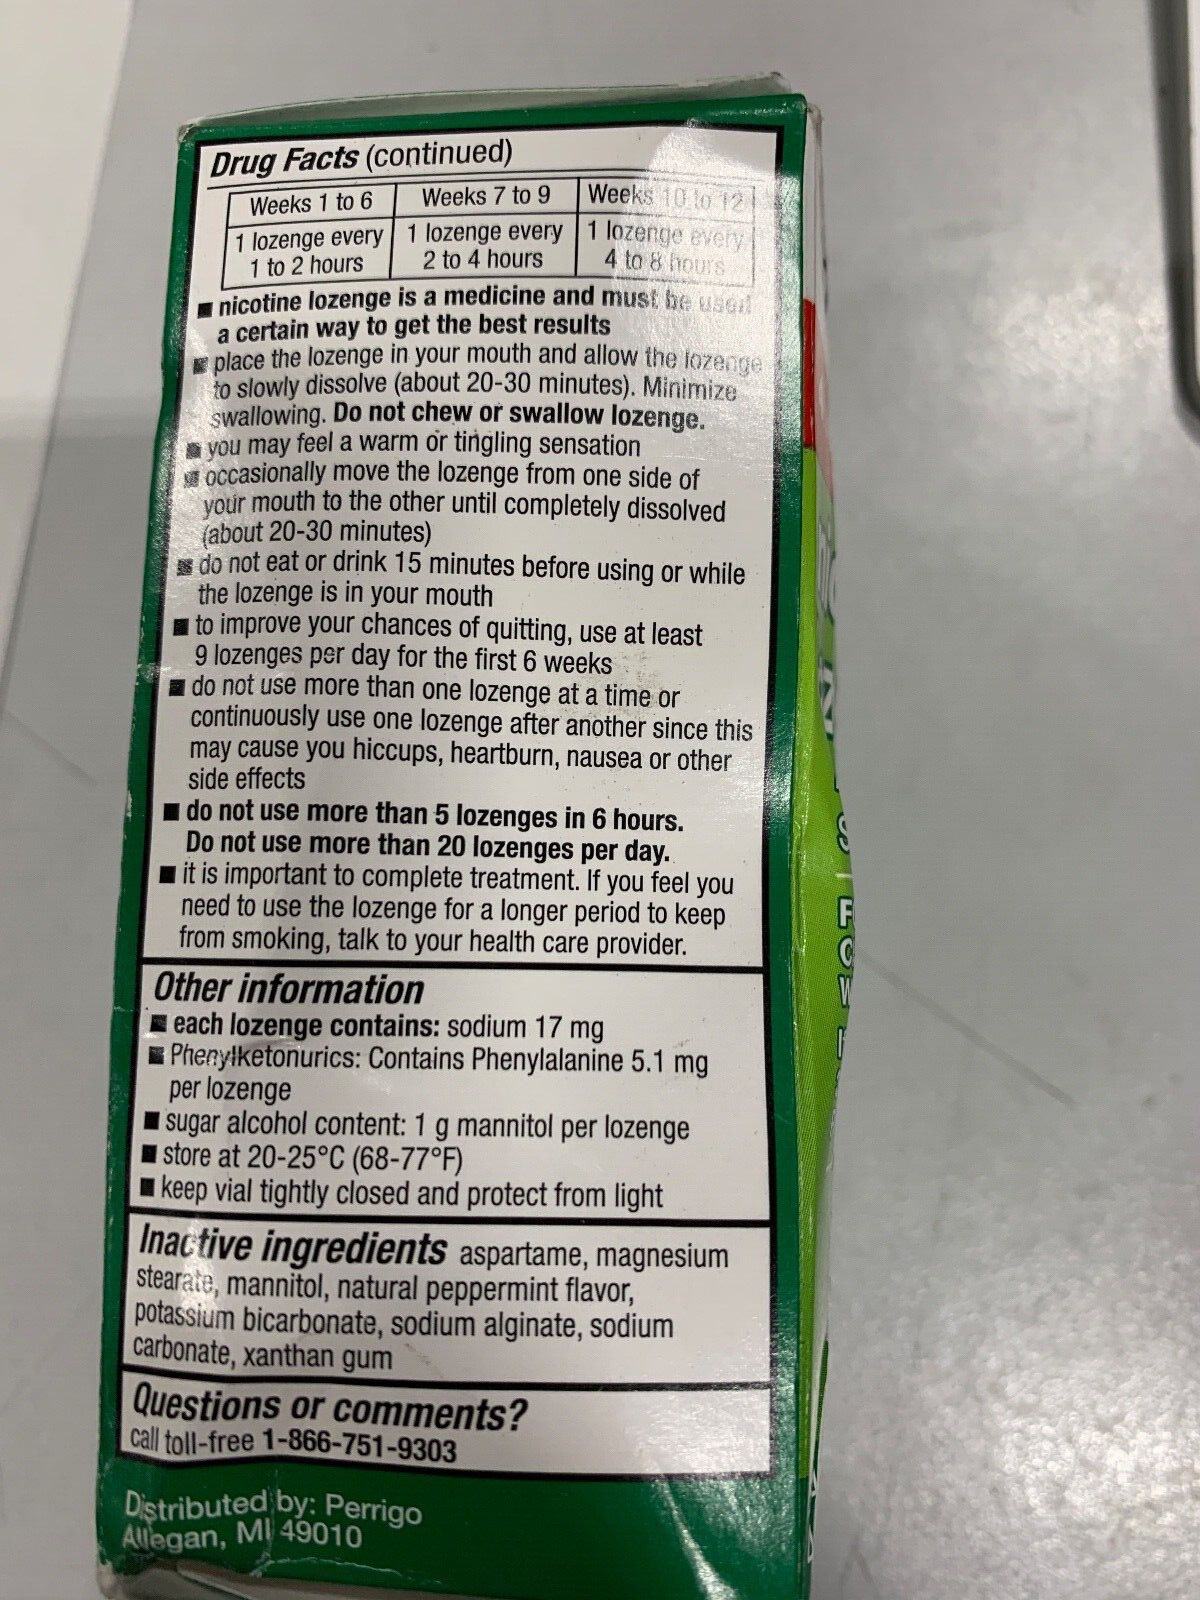 Drug Facts (continued)
Weeks 1 to 6 Weeks 7 to 9 Weeks 10 to 12
1 lozenge every 1 lozenge every 1 lozenge every
1 to 2 hours 2 to 4 hours 4 to 8 hours
■ nicotine lozenge is a medicine and must be used
a certain way to get the best results
■ place the lozenge in your mouth and allow the lozenge
to slowly dissolve (about 20-30 minutes). Minimize
swallowing. Do not chew or swallow lozenge.
■ you may feel a warm or tingling sensation
■ occasionally move the lozenge from one side of
your mouth to the other until completely dissolved
(about 20-30 minutes)
■ do not eat or drink 15 minutes before using or while
the lozenge is in your mouth
■ to improve your chances of quitting, use at least
9 lozenges per day for the first 6 weeks
■ do not use more than one lozenge at a time or
continuously use one lozenge after another since this
may cause you hiccups, heartburn, nausea or other
side effects
■ do not use more than 5 lozenges in 6 hours.
Do not use more than 20 lozenges per day.
■ it is important to complete treatment. If you feel you
need to use the lozenge for a longer period to keep
from smoking, talk to your health care provider.
Other information
■ each lozenge contains: sodium 17 mg
■ Phenylketonurics: Contains Phenylalanine 5.1 mg
per lozenge
■ sugar alcohol content: 1 g mannitol per lozenge
■ store at 20-25°C (68-77°F)
■ keep vial tightly closed and protect from light
Inactive ingredients aspartame, magnesium
stearate, mannitol, natural peppermint flavor,
potassium bicarbonate, sodium alginate, sodium
carbonate, xanthan gum
Questions or comments?
call toll-free 1-866-751-9303
Distributed by: Perrigo
Allegan, MI 49010